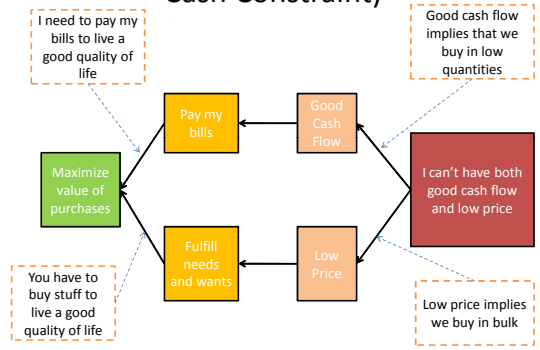 Cash Constraint)
I need to pay my
bills to live a
good quality of
life
Good cash flow
implies that we
buy in low
quantities
Pay my
bills
Good
Cash
Flow
Maximize
value of
purchases
I can't have both
good cash flow
and low price
Fulfill
needs
and wants
Low
Price
You have to
buy stuff to
live a good
quality of life
Low price implies
we buy in bulk